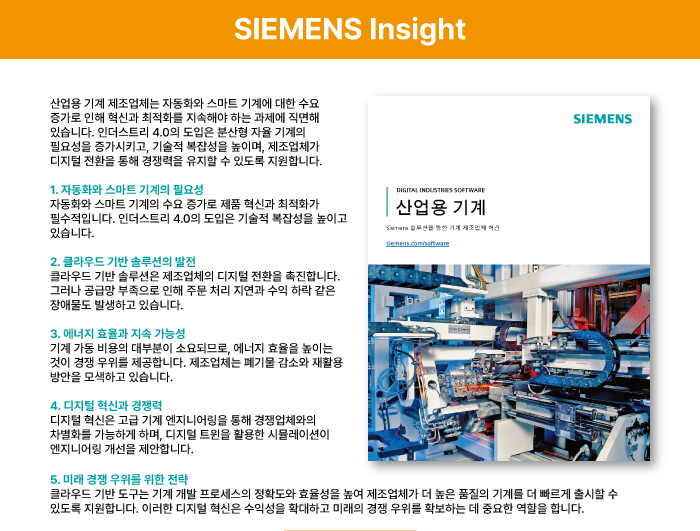 SIEMENS Insight
산업용 기계 제조업체는 자동화와 스마트 기계에 대한 수요
증가로 인해 혁신과 최적화를 지속해야 하는 과제에 직면해
있습니다. 인더스트리 4.0의 도입은 분산형 자율 기계의
필요성을 증가시키고, 기술적 복잡성을 높이며, 제조업체가
디지털 전환을 통해 경쟁력을 유지할 수 있도록 지원합니다.
1. 자동화와 스마트 기계의 필요성
자동화와 스마트 기계의 수요 증가로 제품 혁신과 최적화가
필수적입니다. 인더스트리 4.0의 도입은 기술적 복잡성을 높이고
있습니다.
2. 클라우드 기반 솔루션의 발전
클라우드 기반 솔루션은 제조업체의 디지털 전환을 촉진합니다.
그러나 공급망 부족으로 인해 주문 처리 지연과 수익 하락 같은
장애물도 발생하고 있습니다.
3. 에너지 효율과 지속 가능성
기계 가동 비용의 대부분이 소요되므로, 에너지 효율을 높이는
것이 경쟁 우위를 제공합니다. 제조업체는 폐기물 감소와 재활용
방안을 모색하고 있습니다.
4. 디지털 혁신과 경쟁력
디지털 혁신은 고급 기계 엔지니어링을 통해 경쟁업체와의
차별화를 가능하게 하며, 디지털 트윈을 활용한 시뮬레이션이
엔지니어링 개선을 제안합니다.
SIEMENS
DIGITAL INDUSTRIES SOFTWARE
산업용 기계
Siemens 솔루션을 통한 기계 제조업체 혁신
siemens.com/software
5. 미래 경쟁 우위를 위한 전략
클라우드 기반 도구는 기계 개발 프로세스의 정확도와 효율성을 높여 제조업체가 더 높은 품질의 기계를 더 빠르게 출시할 수
있도록 지원합니다. 이러한 디지털 혁신은 수익성을 확대하고 미래의 경쟁 우위를 확보하는 데 중요한 역할을 합니다.